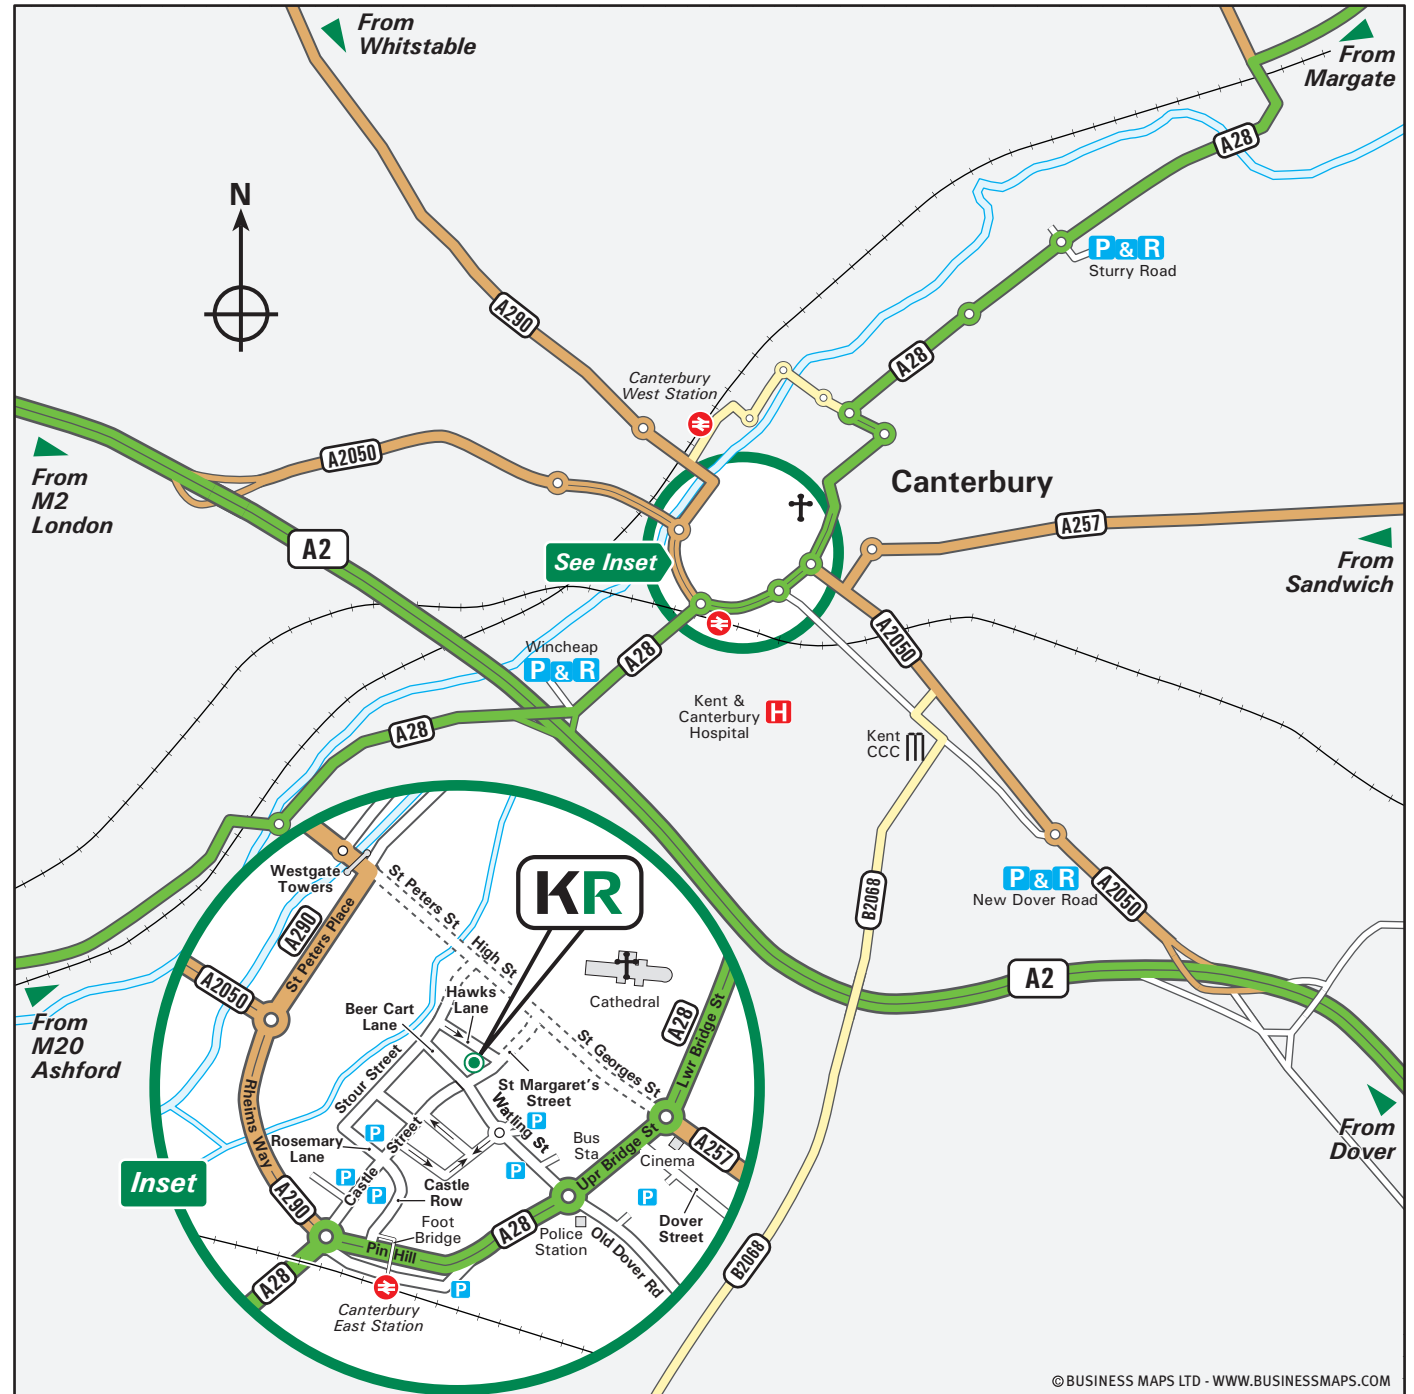 From
Whitstable
From
Margate
N
A28
A290
P & R
Sturry Road
A28
Canterbury
West Station
A2050
From
M2
London
Canterbury
A257
A2
See Inset
From
Sandwich
A2050
Wincheap
P & R
A28
Kent &
Canterbury
Hospital
H
A28
Kent
CCC
P & R
New Dover Road
A2050
B2068
A2
From
M20
Ashford
From
Dover
B2068
Westgate
Towers
St Peters St
KR
A290
St Peters Place
High St
A2050
Cathedral
Hawks
Lane
Beer Cart
Lane
A28
Lwr Bridge St
St Georges St
Stour Street
St Margaret's
Street
Watling St
P
Rheims Way
P
Castle Street
Rosemary
Lane
Bus
Sta
Upr Bridge St
A257
Cinema
P
P
P
P
Inset
Castle
Row
A290
Foot
Bridge
Dover
Street
A28
Police
Station
Old Dover Rd
Pin Hill
A28
P
Canterbury
East Station
© BUSINESS MAPS LTD - WWW.BUSINESSMAPS.COM